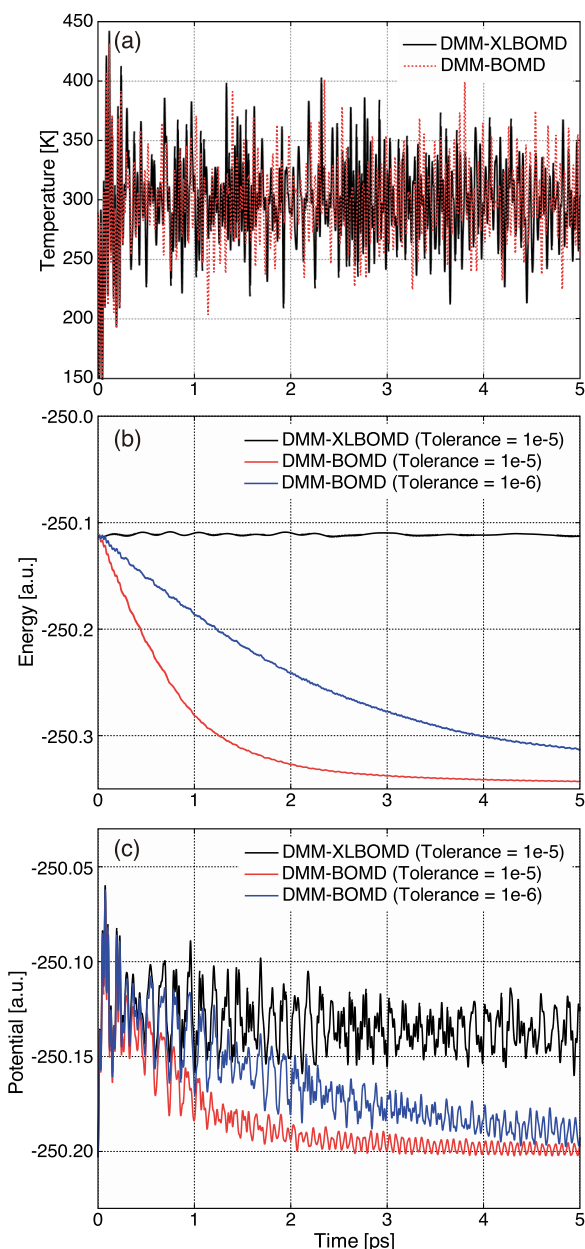 (a)
DMM-XLBOMD
DMM-BOMD
Temperature [K]
450
400
350
300
250
200
150
0 1 2 3 4 5
(b)
DMM-XLBOMD (Tolerance = 1e-5)
DMM-BOMD (Tolerance = 1e-5)
DMM-BOMD (Tolerance = 1e-6)
Energy [a.u.]
-250.0
-250.1
-250.2
-250.3
0 1 2 3 4 5
(c)
DMM-XLBOMD (Tolerance = 1e-5)
DMM-BOMD (Tolerance = 1e-5)
DMM-BOMD (Tolerance = 1e-6)
Potential [a.u.]
-250.05
-250.10
-250.15
-250.20
0 1 2 3 4 5
Time [ps]